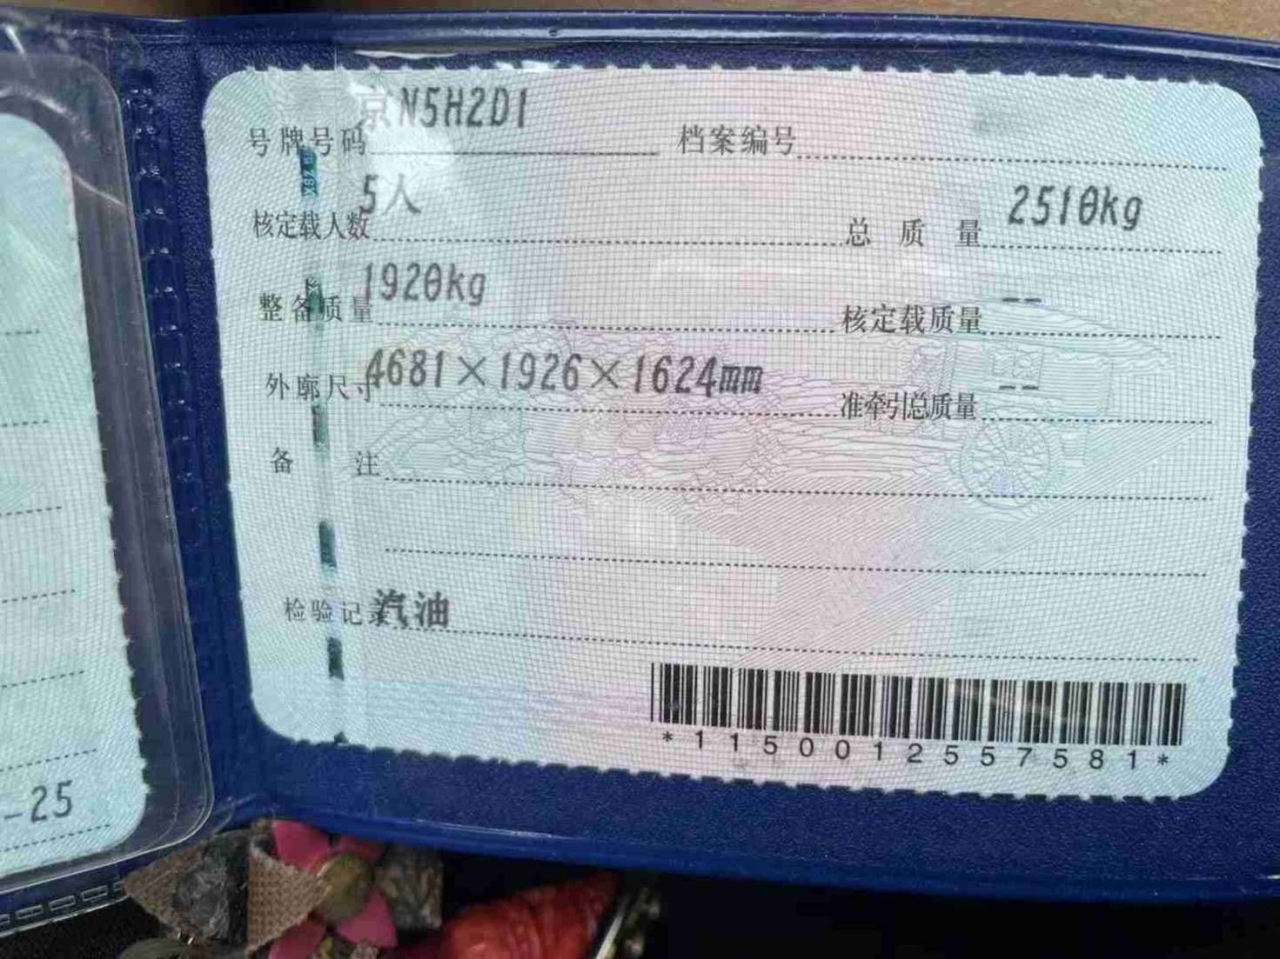 号牌号码 京N5H2D1 档案编号
核定载人数 5人 总质量 2510kg
整备质量 1920kg 核定载质量 --
外廓尺寸 4681×1926×1624mm 准牵引总质量 --
备注
检验记录 汽油
*1150012557581*
-25